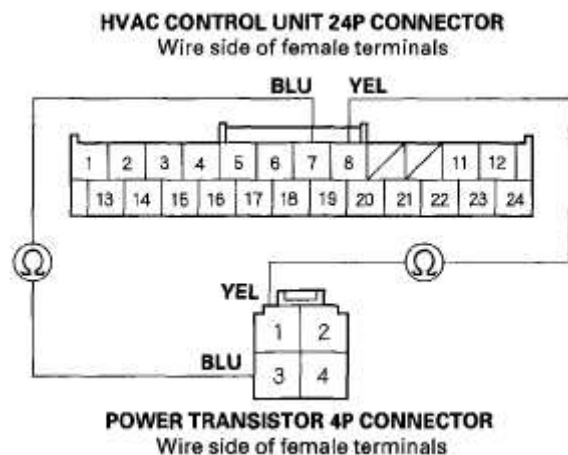 HVAC CONTROL UNIT 24P CONNECTOR
Wire side of female terminals
BLU YEL
1 2 3 4 5 6 7 8 11 12
13 14 15 16 17 18 19 20 21 22 23 24
Ω Ω
YEL
1 2
BLU
3 4
POWER TRANSISTOR 4P CONNECTOR
Wire side of female terminals